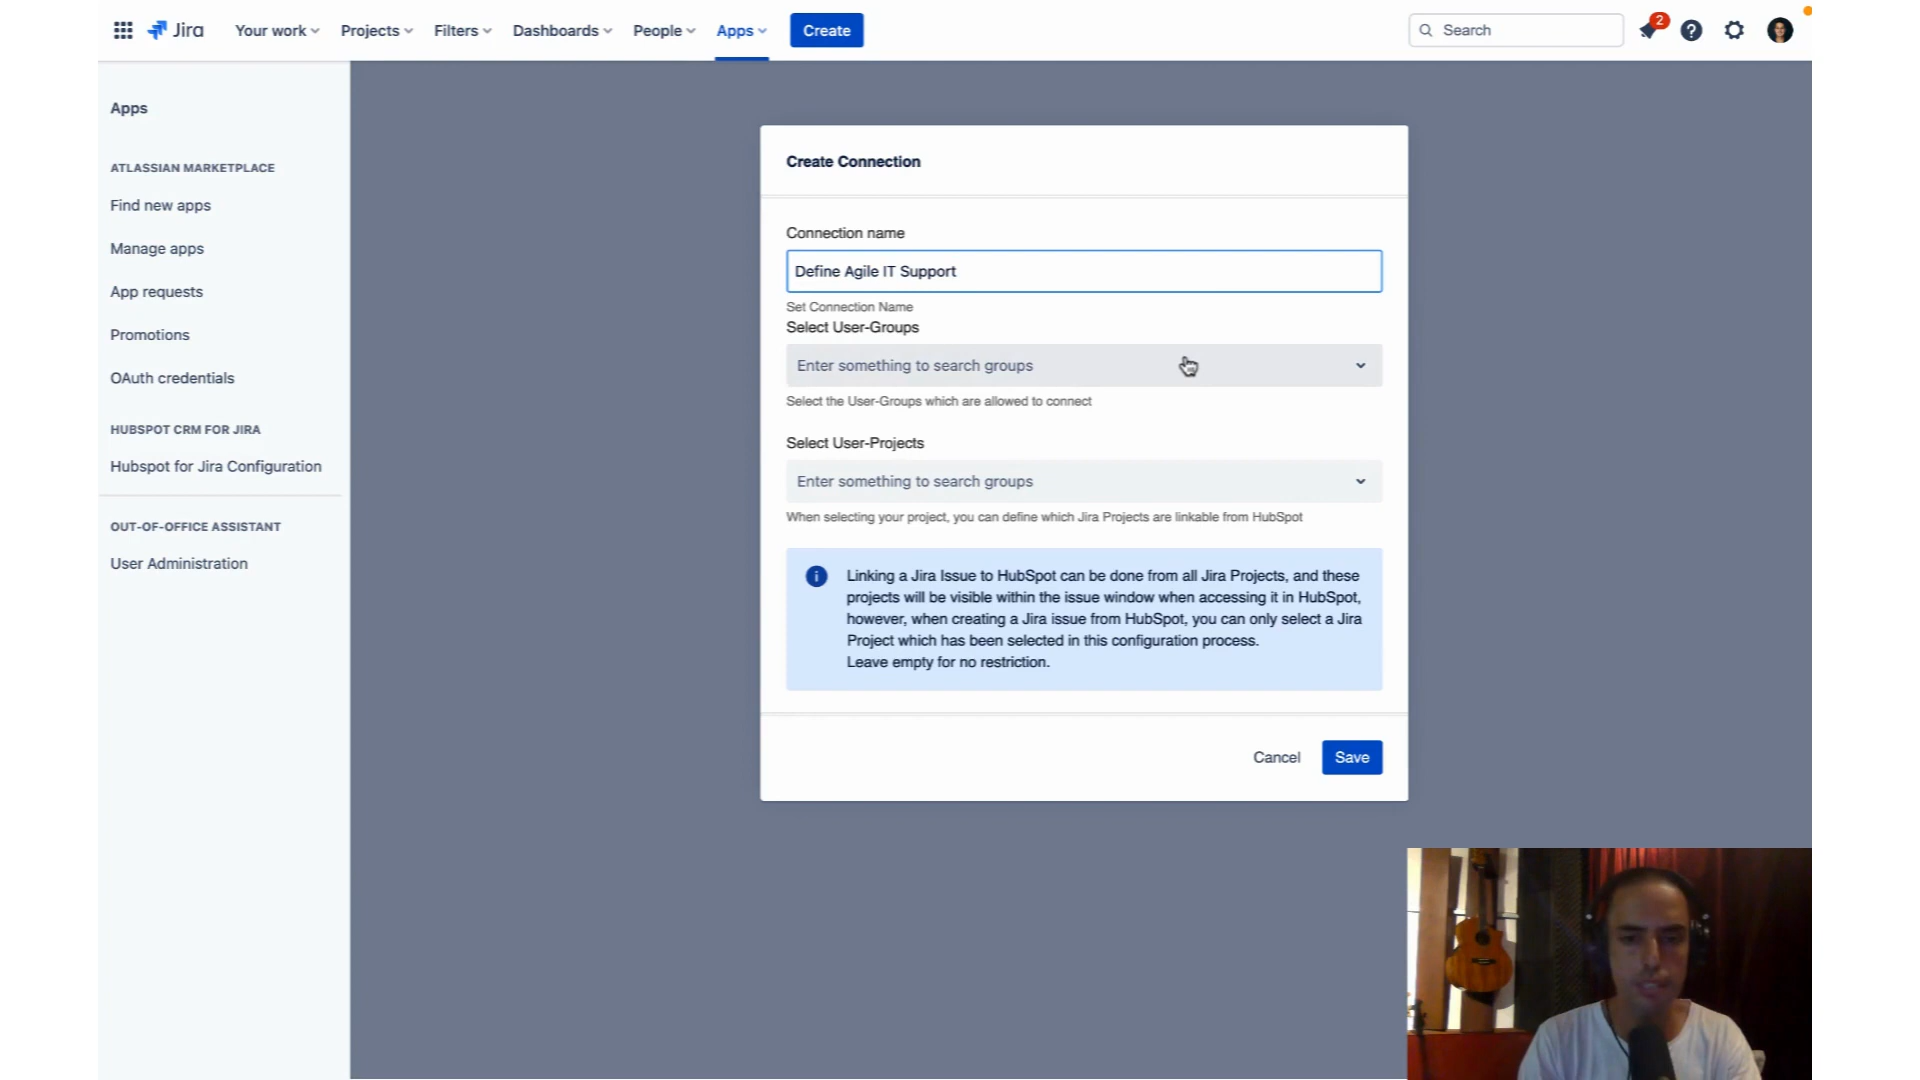 Jira
Your work
Projects
Filters
Dashboards
People
Apps
Create
Search
2
Apps
ATLASSIAN MARKETPLACE
Find new apps
Manage apps
App requests
Promotions
OAuth credentials
HUBSPOT CRM FOR JIRA
Hubspot for Jira Configuration
OUT-OF-OFFICE ASSISTANT
User Administration
Create Connection
Connection name
Define Agile IT Support
Set Connection Name
Select User-Groups
Enter something to search groups
Select the User-Groups which are allowed to connect
Select User-Projects
Enter something to search groups
When selecting your project, you can define which Jira Projects are linkable from HubSpot
Linking a Jira Issue to HubSpot can be done from all Jira Projects, and these
projects will be visible within the issue window when accessing it in HubSpot,
however, when creating a Jira issue from HubSpot, you can only select a Jira
Project which has been selected in this configuration process.
Leave empty for no restriction.
Cancel
Save